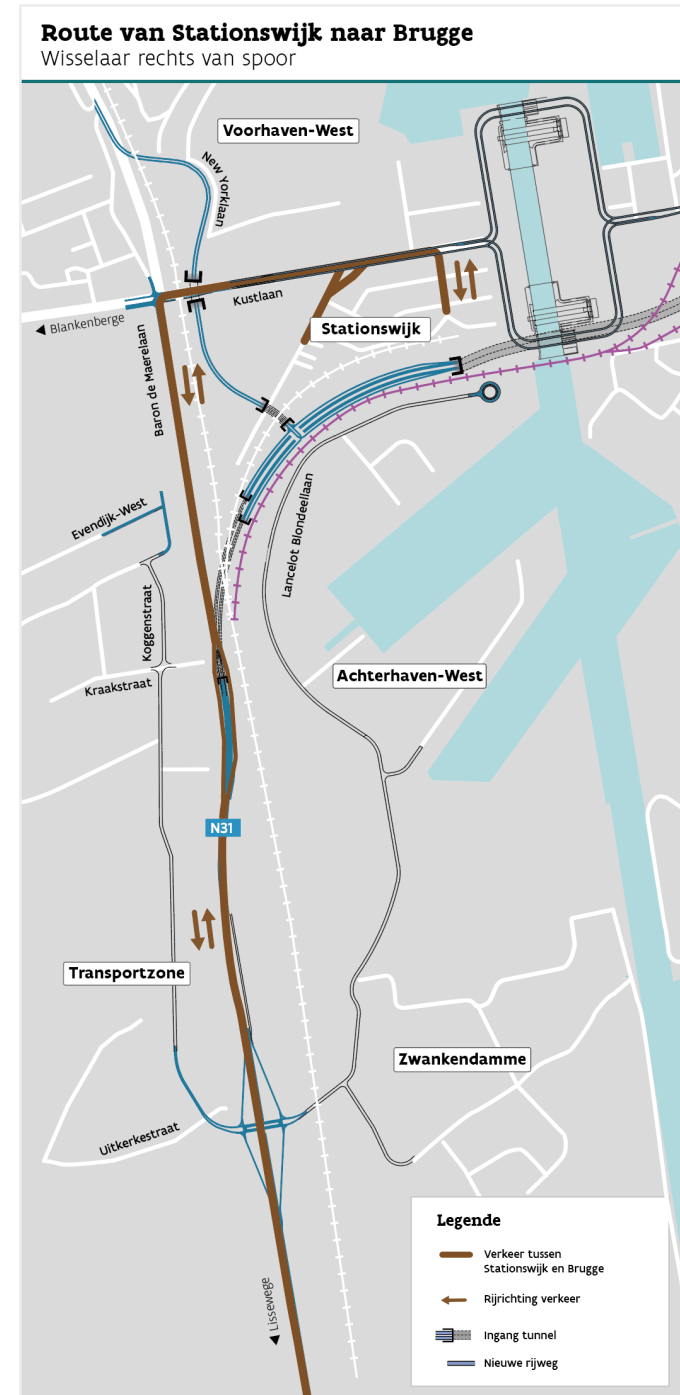 Route van Stationswijk naar Brugge
Wisselaar rechts van spoor
Voorhaven-West
New Yorklaan
Kustlaan
◄ Blankenberge
Stationswijk
Baron de Maerelaan
Evendijk-West
Lancelot Blondeellaan
Koggenstraat
Kraakstraat
Achterhaven-West
N31
Transportzone
Zwankendamme
Uitkerkestraat
◄ Lissewege
Legende
Verkeer tussen
Stationswijk en Brugge
Rijrichting verkeer
Ingang tunnel
Nieuwe rijweg